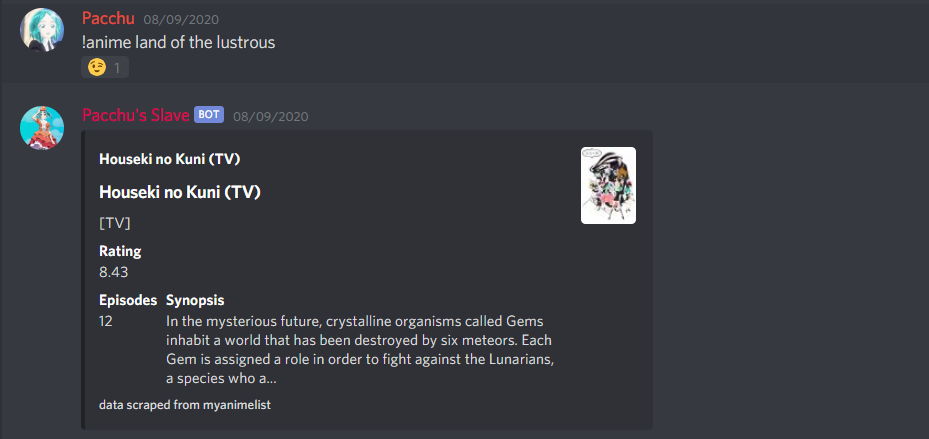 Pacchu 08/09/2020
!anime land of the lustrous
1
Pacchu's Slave BOT 08/09/2020
Houseki no Kuni (TV)
Houseki no Kuni (TV)
[TV]
Rating
8.43
Episodes Synopsis
12 In the mysterious future, crystalline organisms called Gems
inhabit a world that has been destroyed by six meteors. Each
Gem is assigned a role in order to fight against the Lunarians,
a species who a...
data scraped from myanimelist